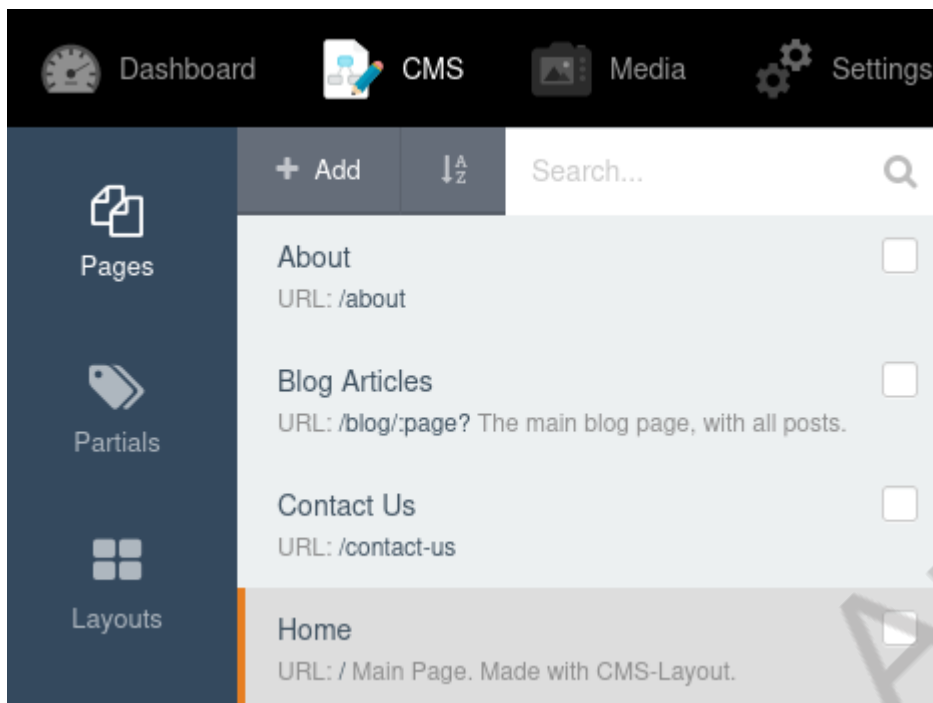 Dashboard CMS Media Settings
+ Add A Z Search...
Pages
About
URL: /about
Blog Articles
URL: /blog/:page? The main blog page, with all posts.
Partials
Contact Us
URL: /contact-us
Layouts
Home
URL: / Main Page. Made with CMS-Layout.